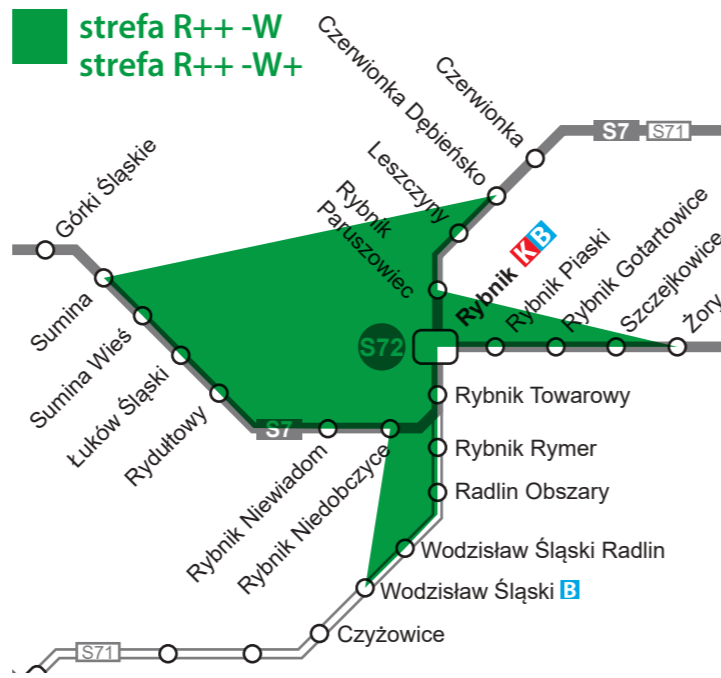 strefa R++ -W
strefa R++ -W+
Czerwionka Dębieńsko
Czerwionka
S7
S71
Leszczyny
Rybnik
Paruszowiec
Górki Śląskie
Rybnik K B
Rybnik Piaski
Rybnik Gotartowice
Szczejkowice
Żory
Sumina
Sumina Wieś
Łuków Śląski
Rydułtowy
S72
S7
Rybnik Niewiadom
Rybnik Niedobczyce
Rybnik Towarowy
Rybnik Rymer
Radlin Obszary
Wodzisław Śląski Radlin
Wodzisław Śląski B
Czyżowice
S71